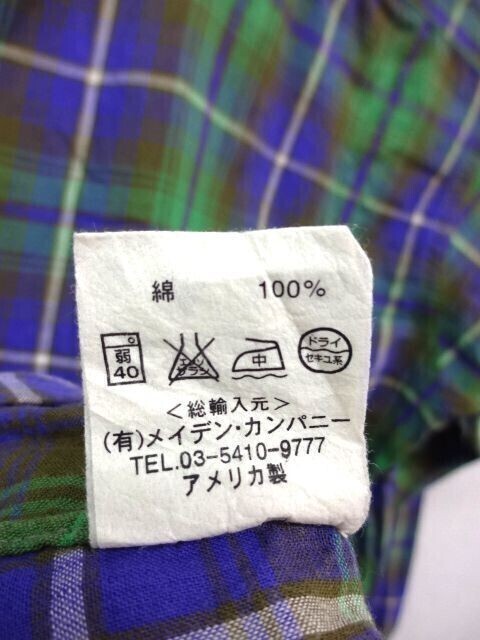 綿 100%
弱 40 エンソ サラシ 中 ドライ セキユ系
<総輸入元>
(有)メイデン・カンパニー
TEL.03-5410-9777
アメリカ製